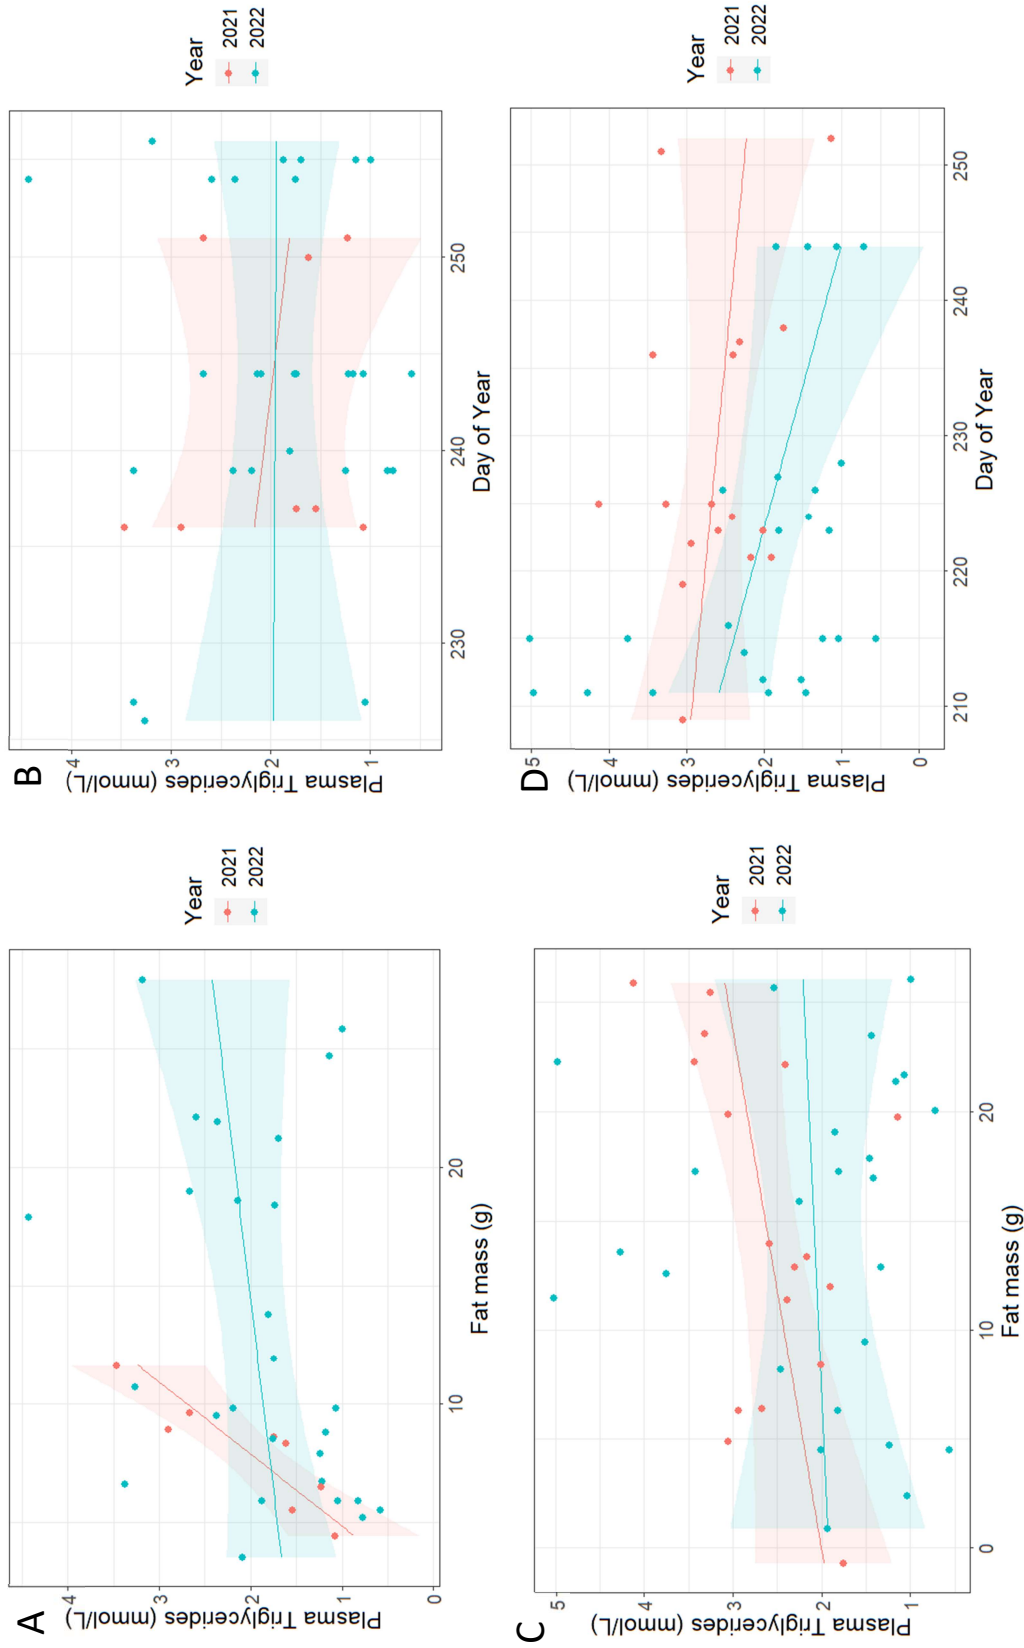 A
Plasma Triglycerides (mmol/L)
4
3
2
1
0
10
20
Fat mass (g)
Year
2021
2022
B
Plasma Triglycerides (mmol/L)
4
3
2
1
230
240
250
Day of Year
Year
2021
2022
C
Plasma Triglycerides (mmol/L)
5
4
3
2
1
0
10
20
Fat mass (g)
Year
2021
2022
D
Plasma Triglycerides (mmol/L)
5
4
3
2
1
0
210
220
230
240
250
Day of Year
Year
2021
2022